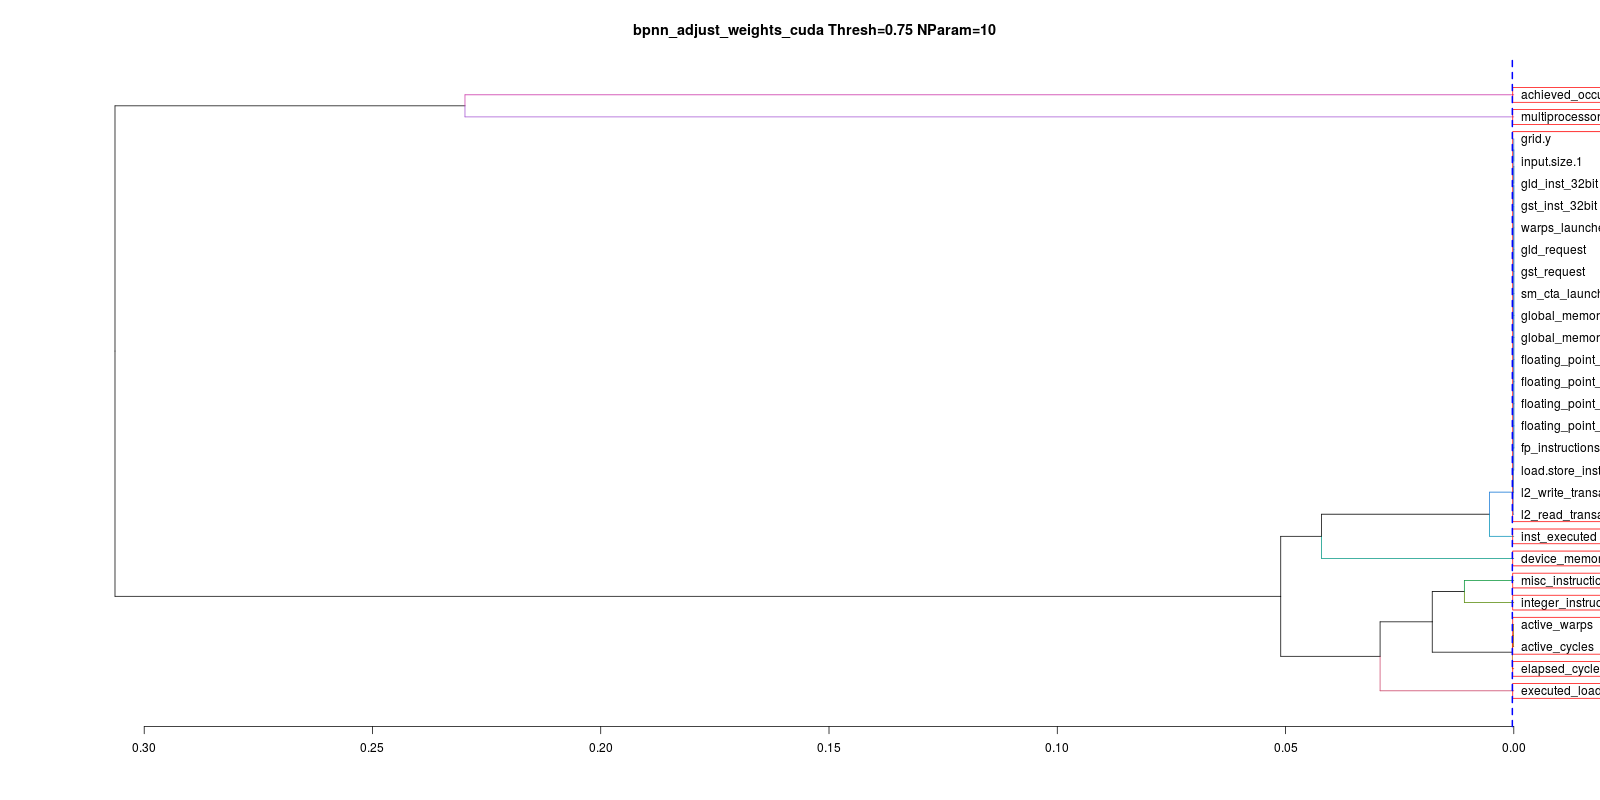 bpnn_adjust_weights_cuda Thresh=0.75 NParam=10
achieved_occu
multiprocessor
grid.y
input.size.1
gld_inst_32bit
gst_inst_32bit
warps_launche
gld_request
gst_request
sm_cta_launch
global_memor
global_memor
floating_point_
floating_point_
floating_point_
floating_point_
fp_instructions
load.store_inst
l2_write_transa
l2_read_transa
inst_executed
device_memor
misc_instructio
integer_instruc
active_warps
active_cycles
elapsed_cycle
executed_load
0.30 0.25 0.20 0.15 0.10 0.05 0.00